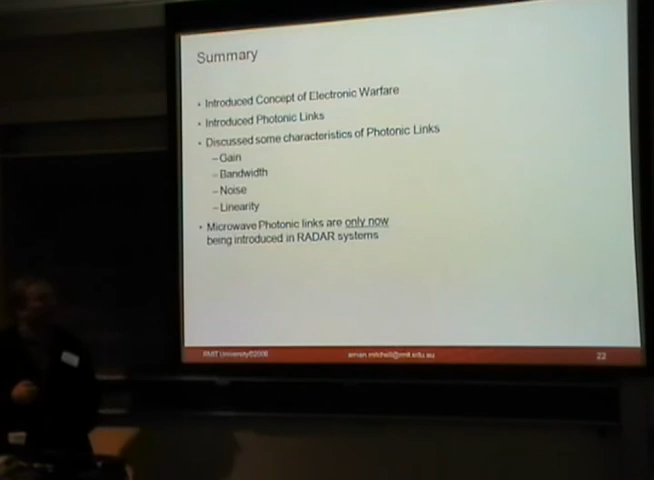 Summary
• Introduced Concept of Electronic Warfare
• Introduced Photonic Links
• Discussed some characteristics of Photonic Links
– Gain
– Bandwidth
– Noise
– Linearity
• Microwave Photonic links are only now
being introduced in RADAR systems
RMIT University©2006
22